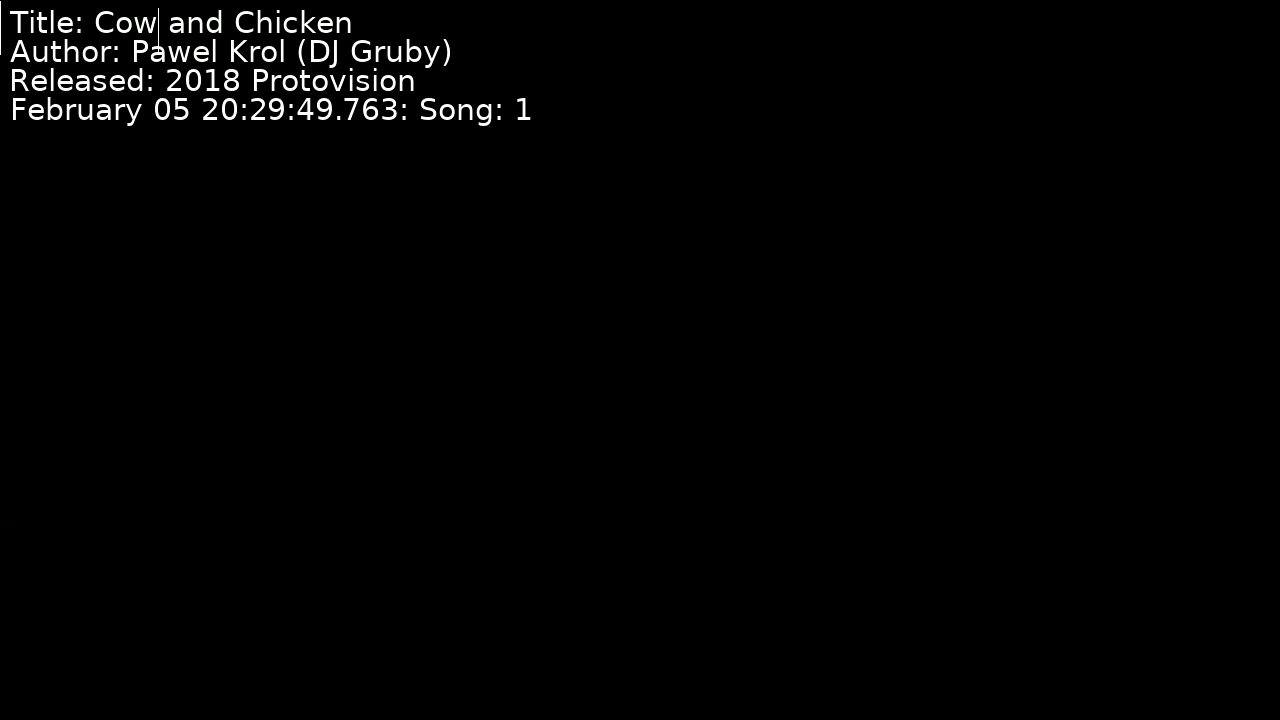 Title: Cow and Chicken
Author: Pawel Krol (DJ Gruby)
Released: 2018 Protovision
February 05 20:29:49.763: Song: 1